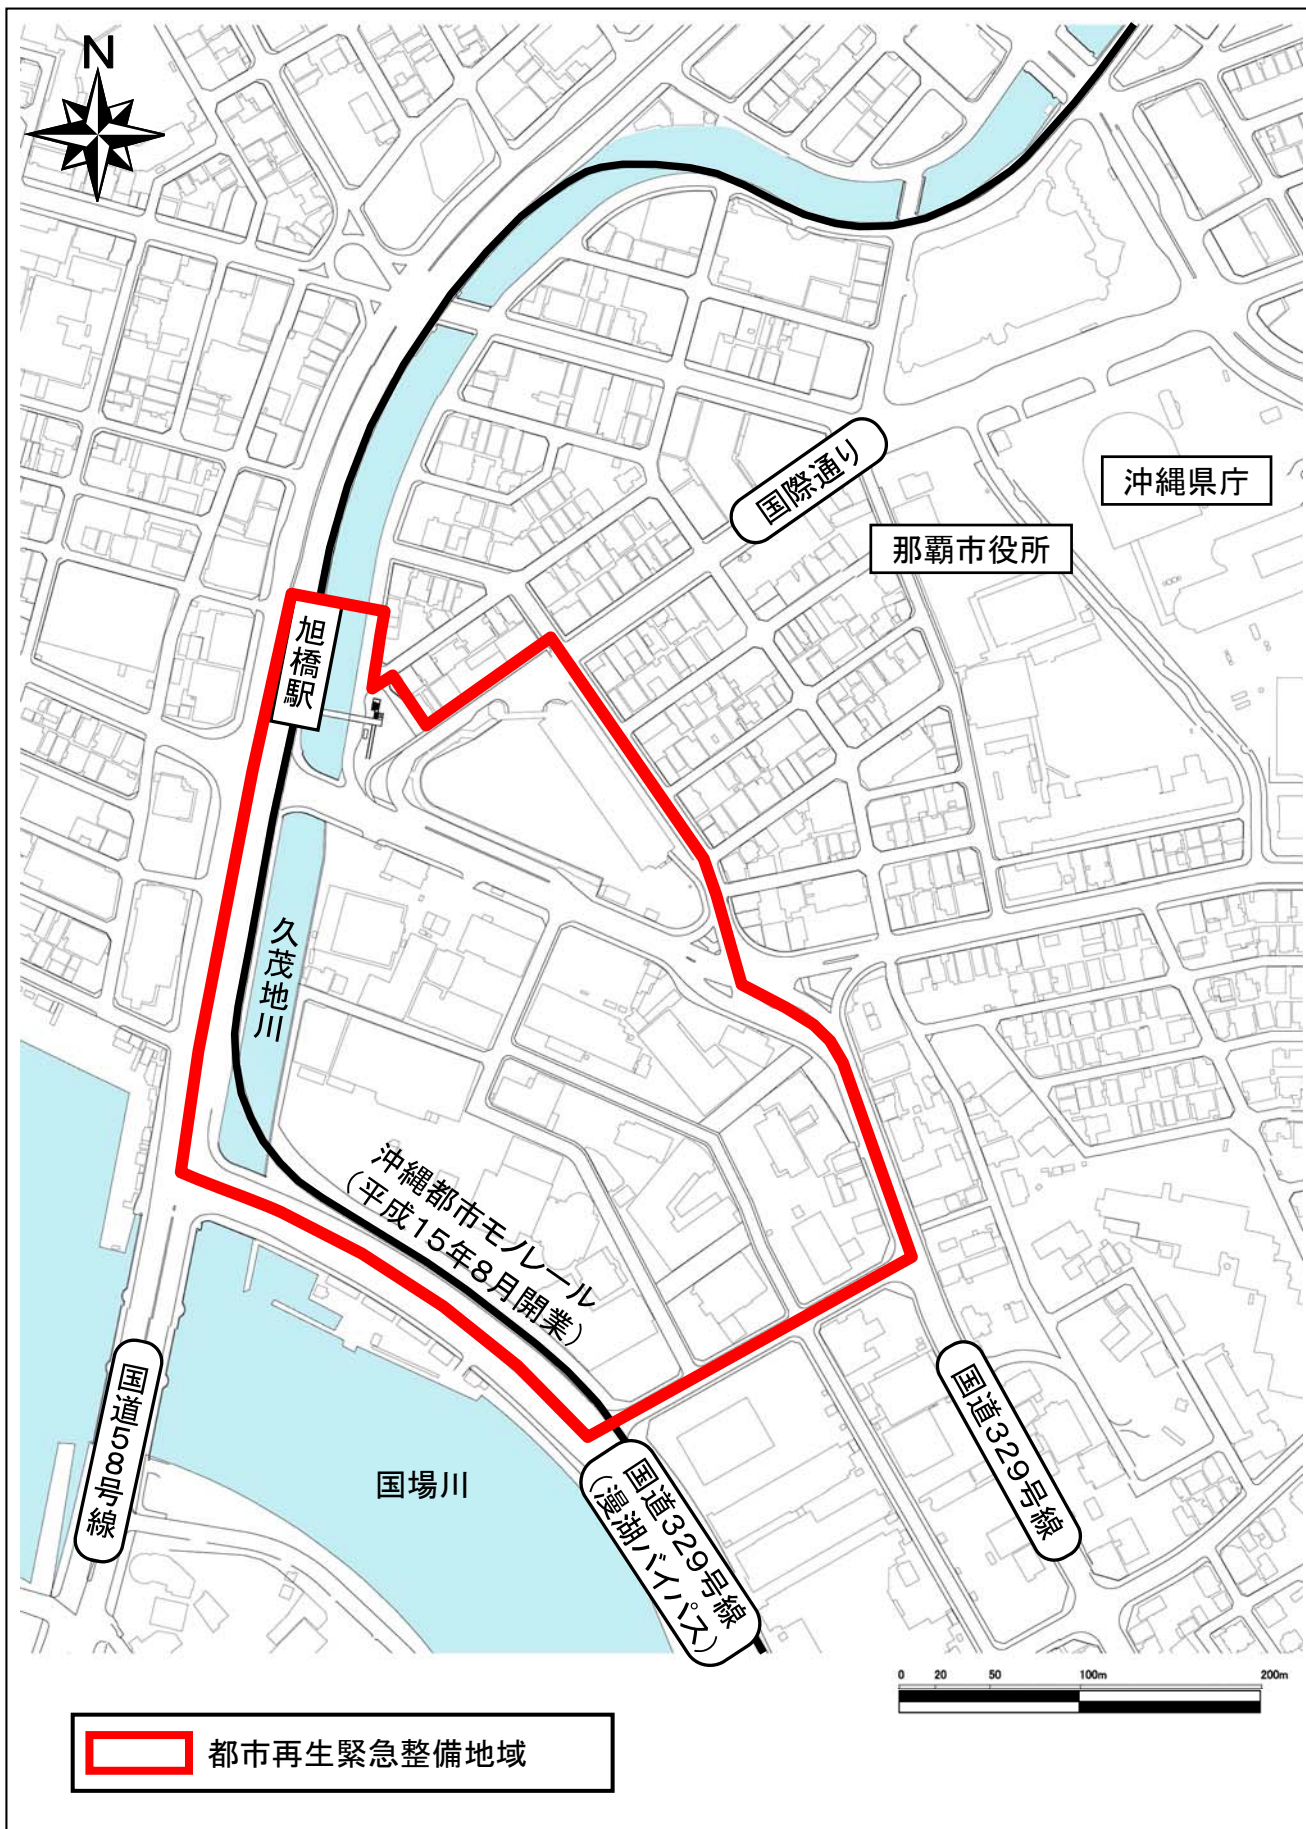 N
国際通り
沖縄県庁
那覇市役所
旭橋駅
久茂地川
沖縄都市モノレール
（平成15年8月開業）
国道58号線
国場川
国道329号線
（漫湖バイパス）
国道329号線
0 20 50 100m 200m
都市再生緊急整備地域